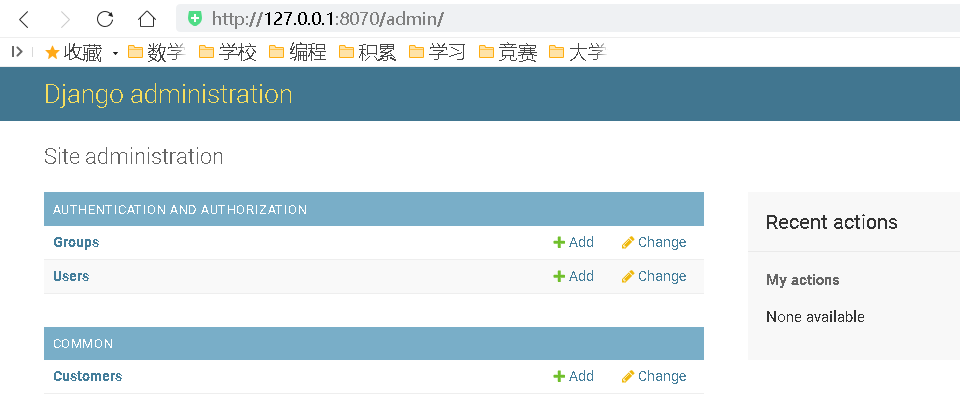 http://127.0.0.1:8070/admin/
收藏 数学 学校 编程 积累 学习 竞赛 大学
Django administration
Site administration
AUTHENTICATION AND AUTHORIZATION
Groups Add Change
Users Add Change
COMMON
Customers Add Change
Recent actions
My actions
None available